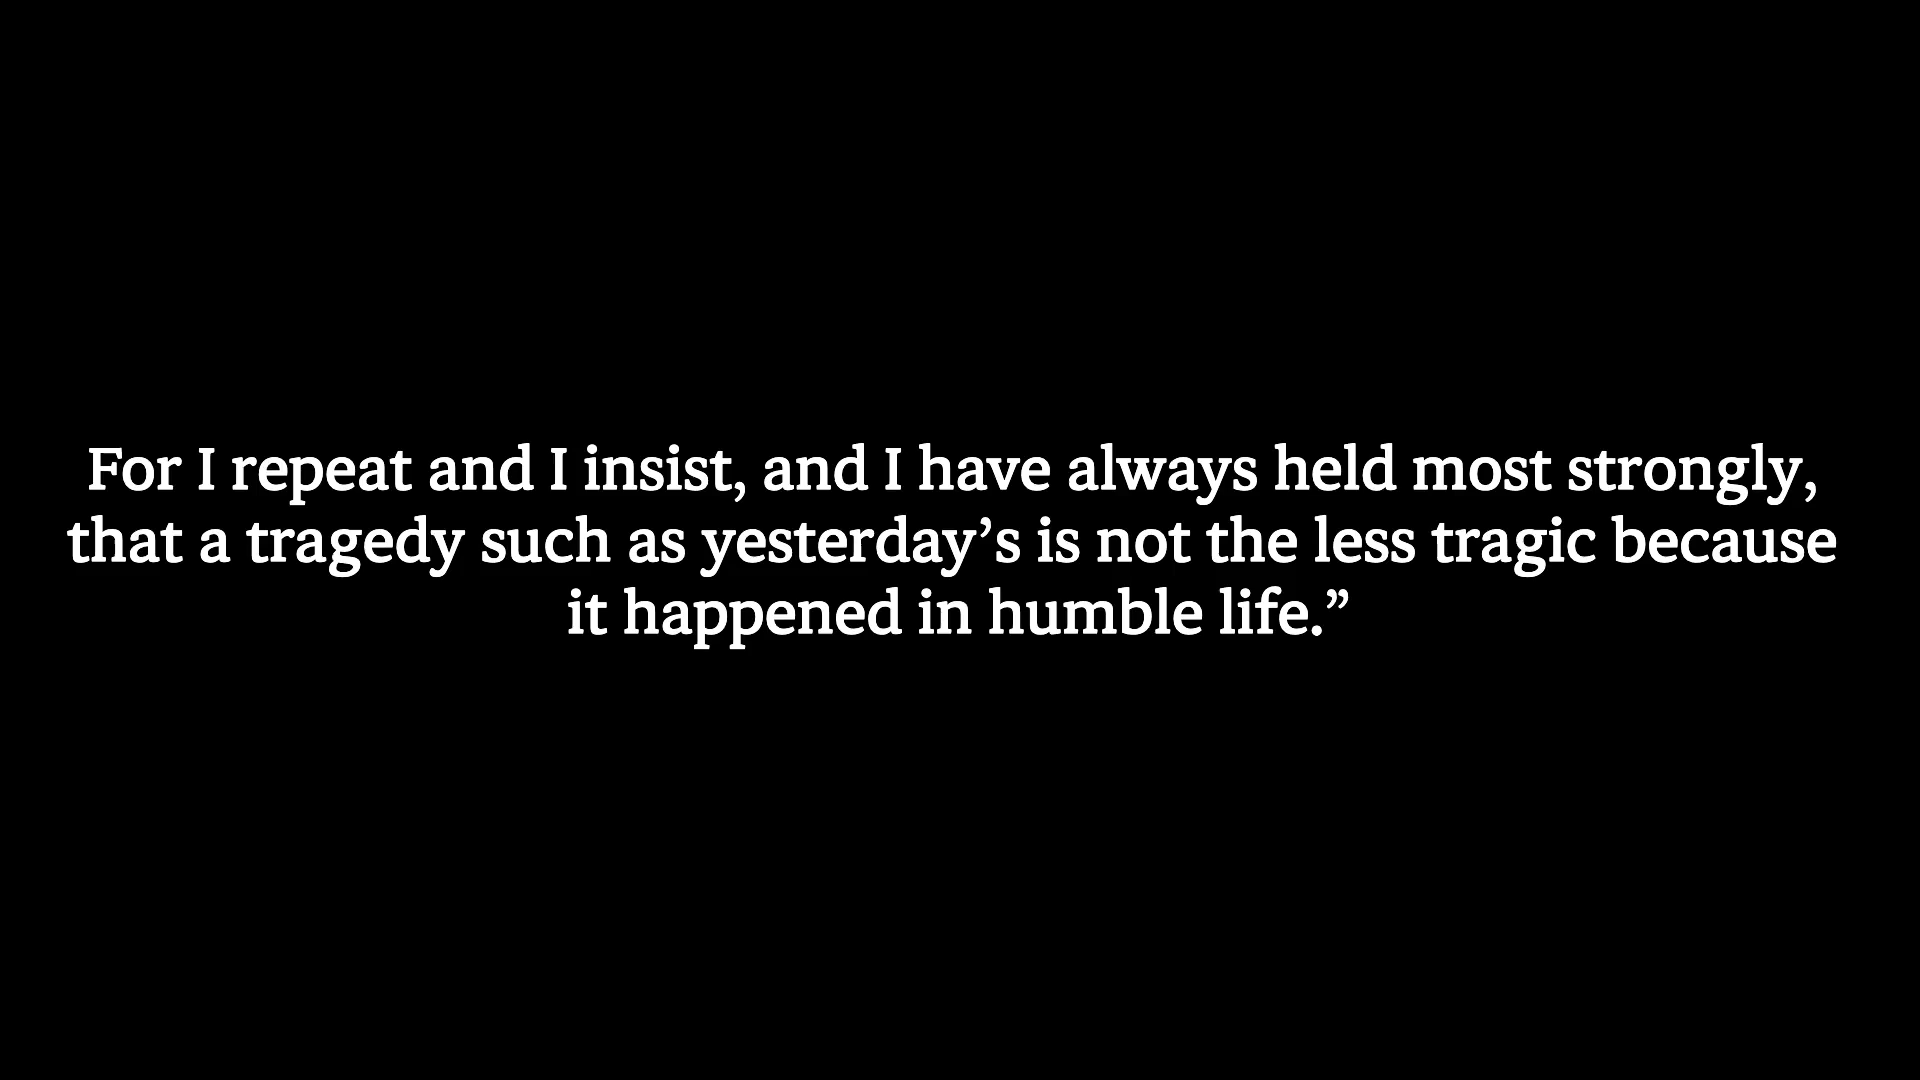 For I repeat and I insist, and I have always held most strongly,
that a tragedy such as yesterday’s is not the less tragic because
it happened in humble life.”